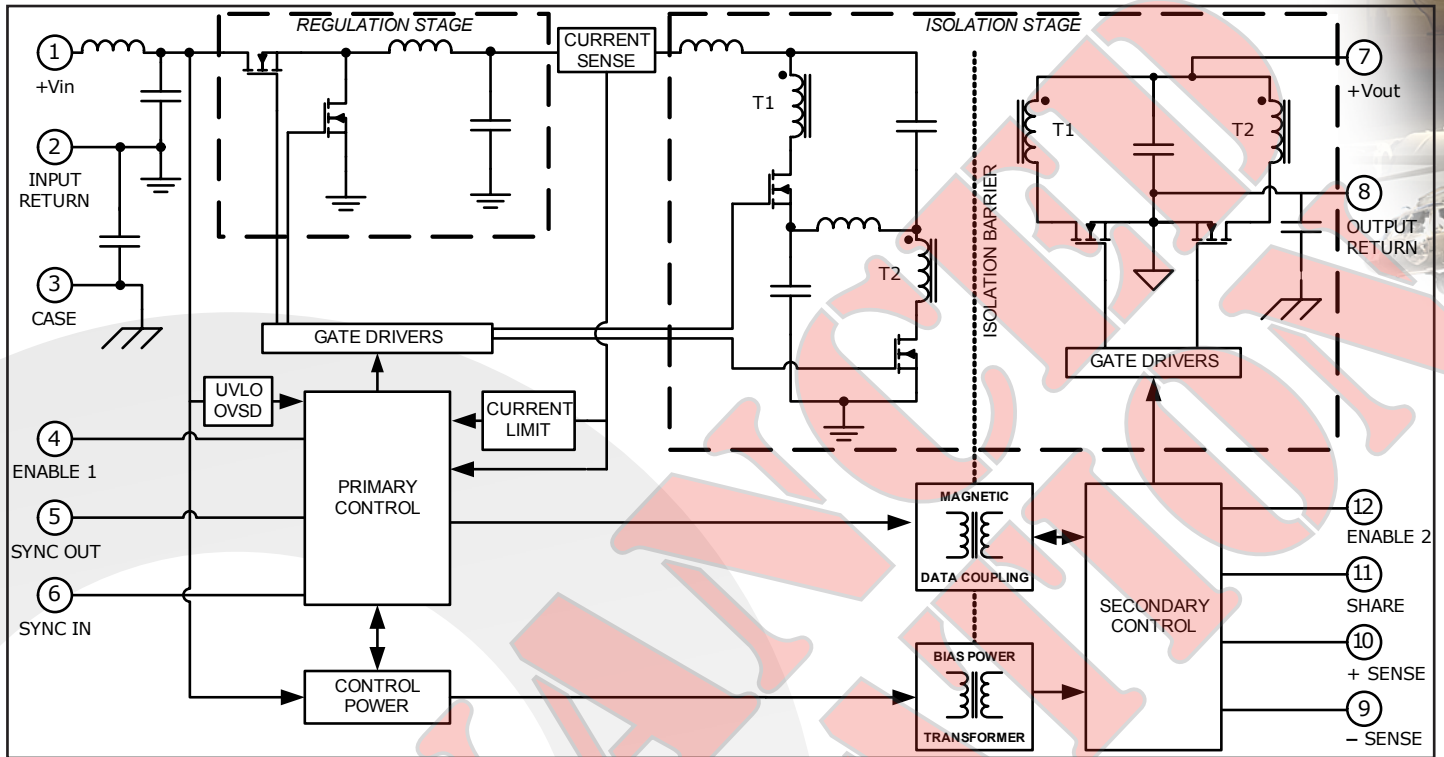 REGULATION STAGE
ISOLATION STAGE
1
+Vin
CURRENT
SENSE
7
+Vout
T1
T1
T2
2
INPUT
RETURN
8
OUTPUT
RETURN
ISOLATION BARRIER
T2
3
CASE
GATE DRIVERS
GATE DRIVERS
UVLO
OVSD
CURRENT
LIMIT
4
ENABLE 1
PRIMARY
CONTROL
5
SYNC OUT
6
SYNC IN
MAGNETIC
DATA COUPLING
12
ENABLE 2
11
SHARE
SECONDARY
CONTROL
10
+ SENSE
9
– SENSE
CONTROL
POWER
BIAS POWER
TRANSFORMER